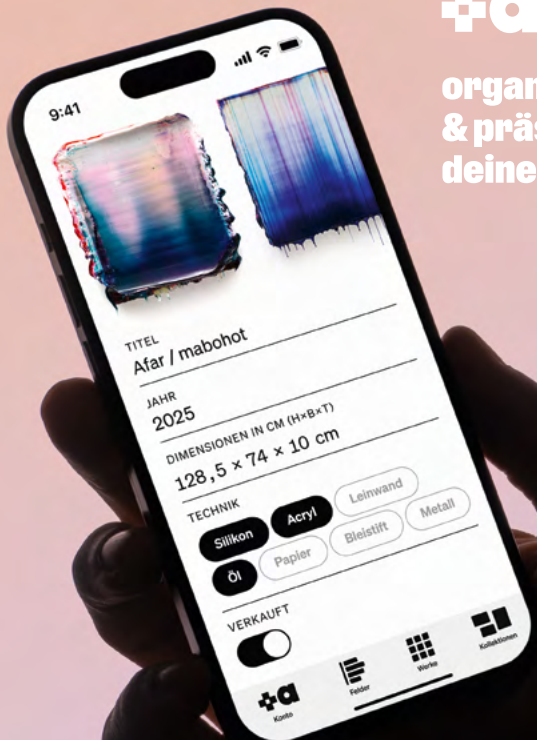 +a
organ
& präs
deine
9:41
TITEL
Afar / mabohot
JAHR
2025
DIMENSIONEN IN CM (H×B×T)
128,5 × 74 × 10 cm
TECHNIK
Silikon Acryl Leinwand
Öl Papier Bleistift Metall
VERKAUFT
+a
Konto Felder Werke Kollektionen